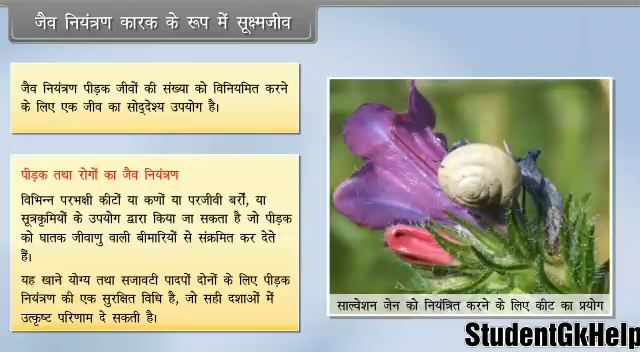 जैव नियंत्रण कारक के रूप में सूक्ष्मजीव
जैव नियंत्रण पीड़क जीवों की संख्या को विनियमित करने
के लिए एक जीव का सोद्देश्य उपयोग है।
पीड़क तथा रोगों का जैव नियंत्रण
विभिन्न परभक्षी कीटों या कणों या परजीवी बर्रों, या
सूत्रकृमियों के उपयोग द्वारा किया जा सकता है जो पीड़क
को घातक जीवाणु वाली बीमारियों से संक्रमित कर देते
हैं।
यह खाने योग्य तथा सजावटी पादपों दोनों के लिए पीड़क
नियंत्रण की एक सुरक्षित विधि है, जो सही दशाओं में
उत्कृष्ट परिणाम दे सकती है।
साल्वेशन जेन को नियंत्रित करने के लिए कीट का प्रयोग
StudentGkHelp